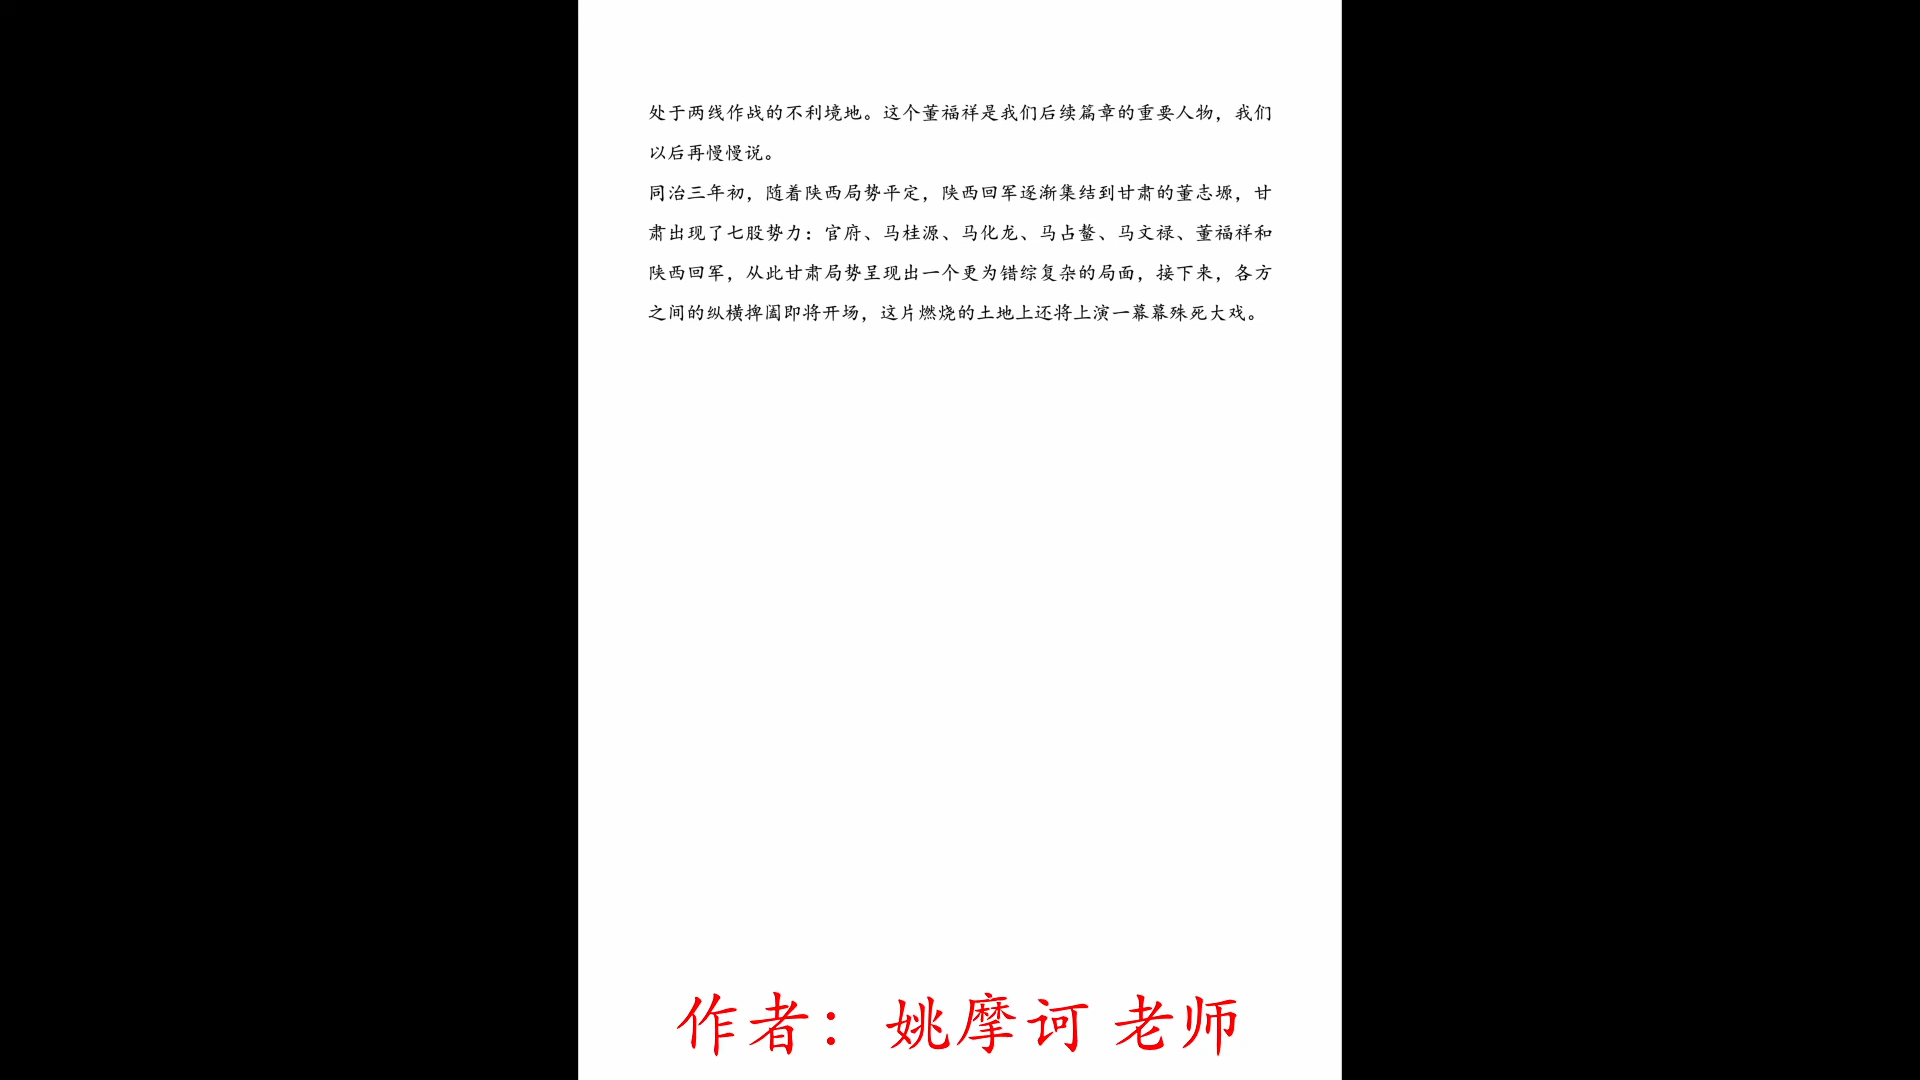 处于两线作战的不利境地。这个董福祥是我们后续篇章的重要人物，我们
以后再慢慢说。
同治三年初，随着陕西局势平定，陕西回军逐渐集结到甘肃的董志塬，甘
肃出现了七股势力：官府、马桂源、马化龙、马占鳌、马文禄、董福祥和
陕西回军，从此甘肃局势呈现出一个更为错综复杂的局面，接下来，各方
之间的纵横捭阖即将开场，这片燃烧的土地上还将上演一幕幕殊死大戏。
作者：姚摩诃 老师